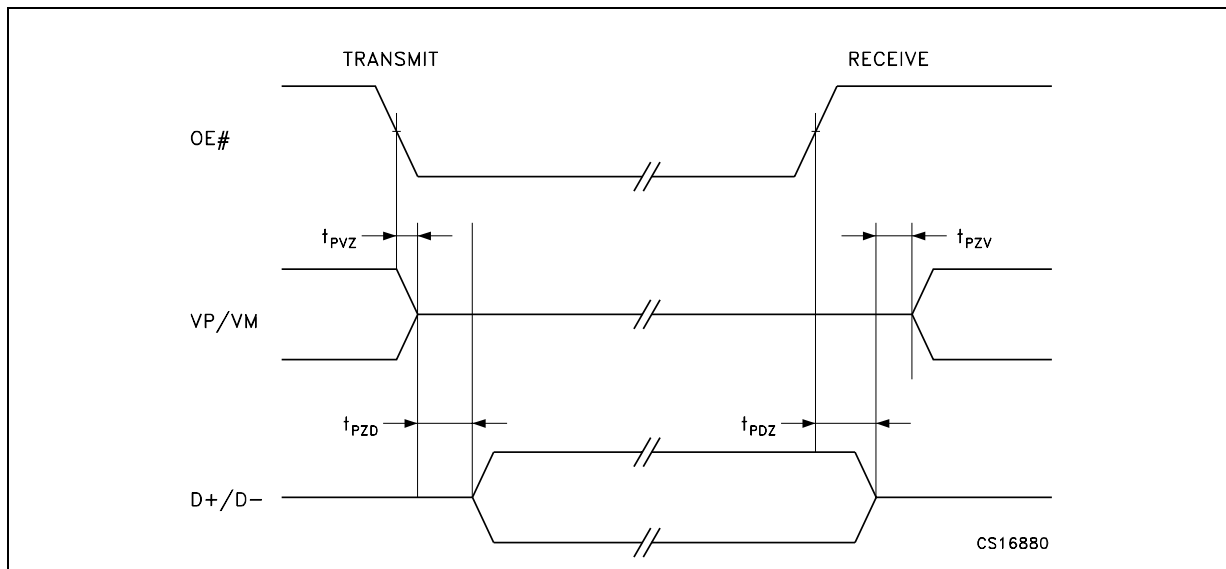 TRANSMIT RECEIVE
OE#
tPVZ tPZV
VP/VM
tPZD tPDZ
D+/D-
CS16880